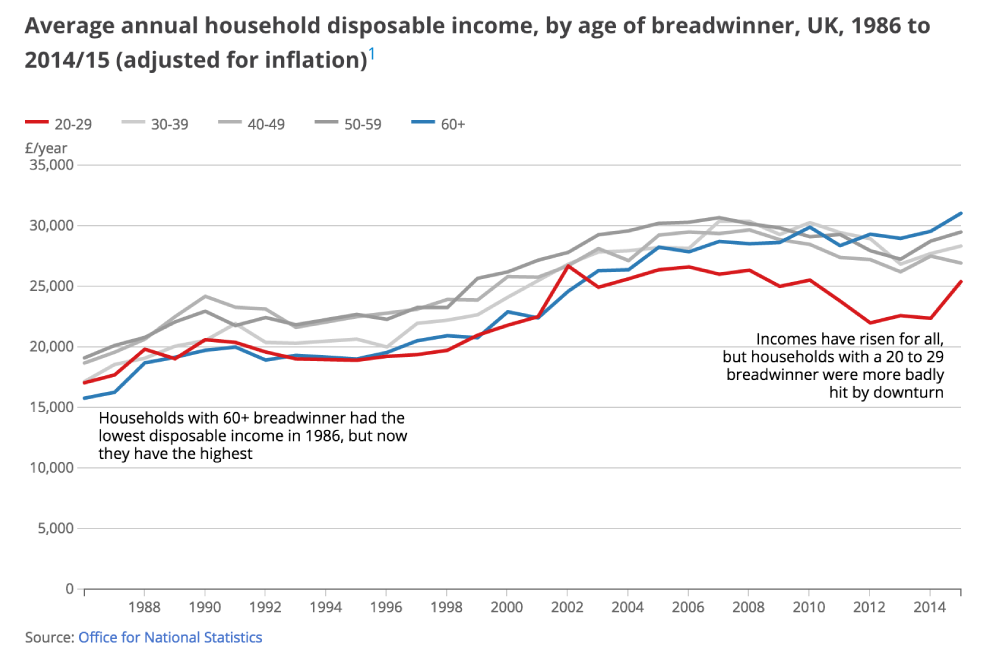 Average annual household disposable income, by age of breadwinner, UK, 1986 to
2014/15 (adjusted for inflation)1
20-29 30-39 40-49 50-59 60+
£/year
35,000
30,000
25,000
20,000
Incomes have risen for all,
but households with a 20 to 29
breadwinner were more badly
hit by downturn
15,000
Households with 60+ breadwinner had the
lowest disposable income in 1986, but now
they have the highest
10,000
5,000
0
1988 1990 1992 1994 1996 1998 2000 2002 2004 2006 2008 2010 2012 2014
Source: Office for National Statistics